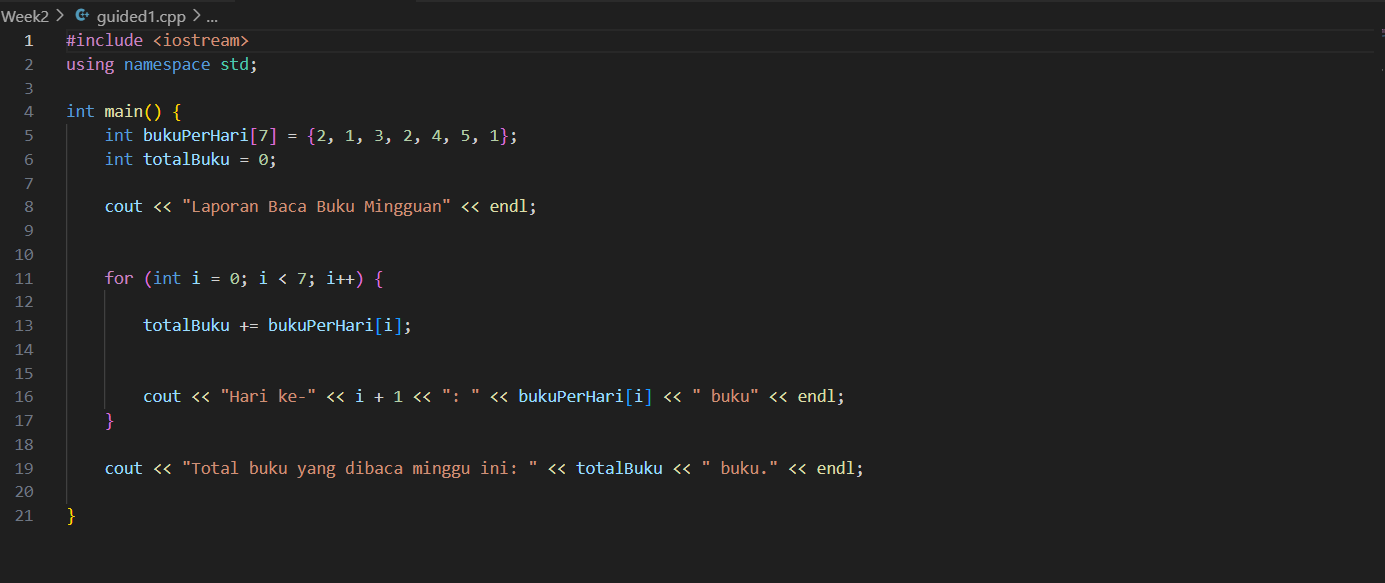 Week2 > guided1.cpp > ...
1 #include <iostream>
2 using namespace std;
3
4 int main() {
5     int bukuPerHari[7] = {2, 1, 3, 2, 4, 5, 1};
6     int totalBuku = 0;
7
8     cout << "Laporan Baca Buku Mingguan" << endl;
9
10
11     for (int i = 0; i < 7; i++) {
12
13         totalBuku += bukuPerHari[i];
14
15
16         cout << "Hari ke-" << i + 1 << ": " << bukuPerHari[i] << " buku" << endl;
17     }
18
19     cout << "Total buku yang dibaca minggu ini: " << totalBuku << " buku." << endl;
20
21 }